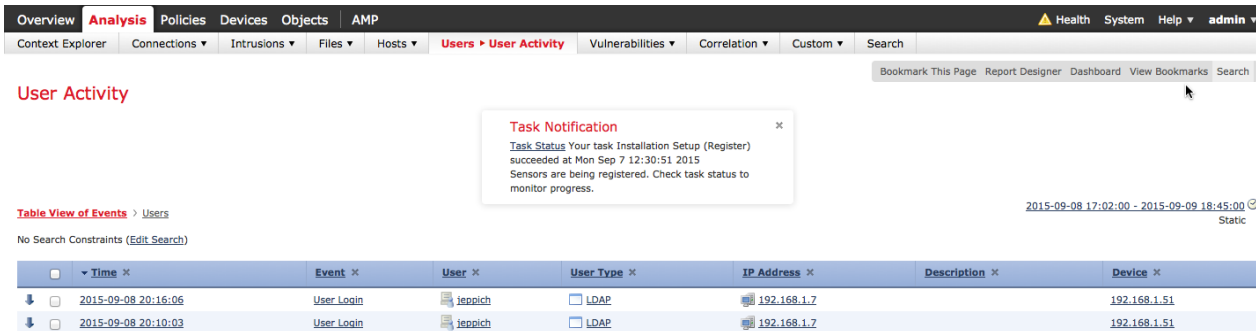 Overview Analysis Policies Devices Objects AMP Health System Help ▾ admin ▾
Context Explorer Connections ▾ Intrusions ▾ Files ▾ Hosts ▾ Users ▸ User Activity Vulnerabilities ▾ Correlation ▾ Custom ▾ Search
Bookmark This Page Report Designer Dashboard View Bookmarks Search
User Activity
Task Notification ×
Task Status Your task Installation Setup (Register)
succeeded at Mon Sep 7 12:30:51 2015
Sensors are being registered. Check task status to
monitor progress.
Table View of Events > Users
2015-09-08 17:02:00 - 2015-09-09 18:45:00
Static
No Search Constraints (Edit Search)
▾ Time × Event × User × User Type × IP Address × Description × Device ×
2015-09-08 20:16:06 User Login jeppich LDAP 192.168.1.7 192.168.1.51
2015-09-08 20:10:03 User Login jeppich LDAP 192.168.1.7 192.168.1.51